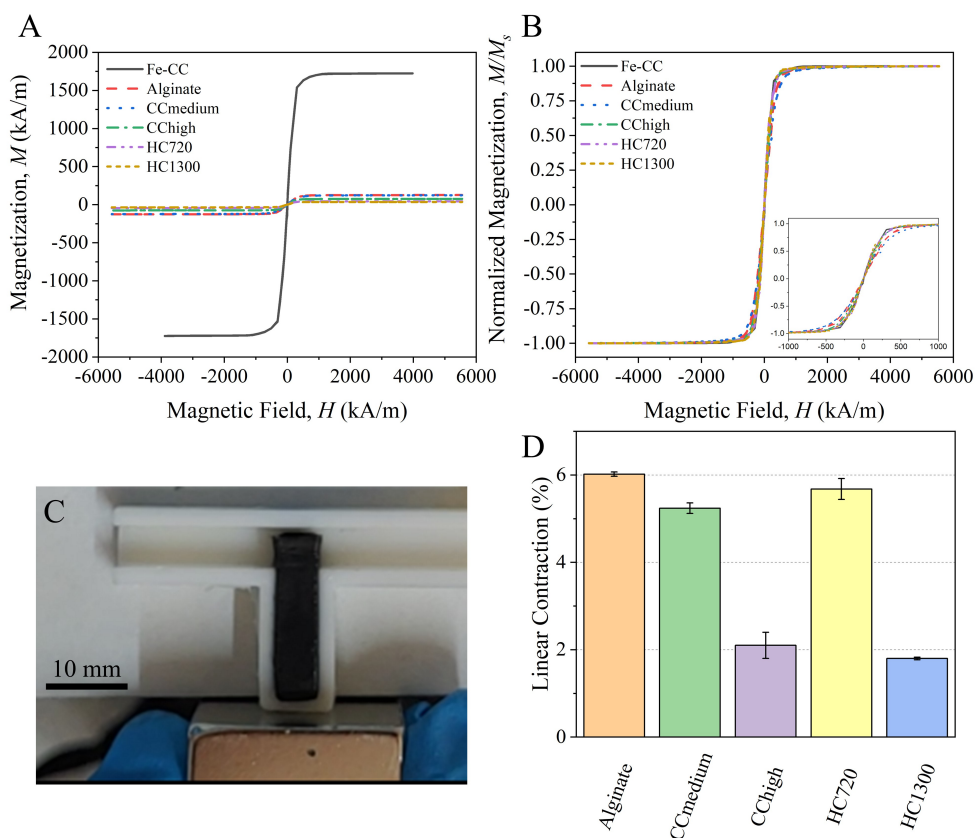 A
2000
1500
1000
500
0
-500
-1000
-1500
-2000
Magnetization, M (kA/m)
Fe-CC
Alginate
CCmedium
CChigh
HC720
HC1300
-6000 -4000 -2000 0 2000 4000 6000
Magnetic Field, H (kA/m)
B
1.00
0.75
0.50
0.25
0.00
-0.25
-0.50
-0.75
-1.00
Normalized Magnetization, M/Ms
Fe-CC
Alginate
CCmedium
CChigh
HC720
HC1300
1.0
0.5
0.0
-0.5
-1.0
-1000 -500 0 500 1000
-6000 -4000 -2000 0 2000 4000 6000
Magnetic Field, H (kA/m)
C
10 mm
D
6
4
2
0
Linear Contraction (%)
Alginate
CCmedium
CChigh
HC720
HC1300